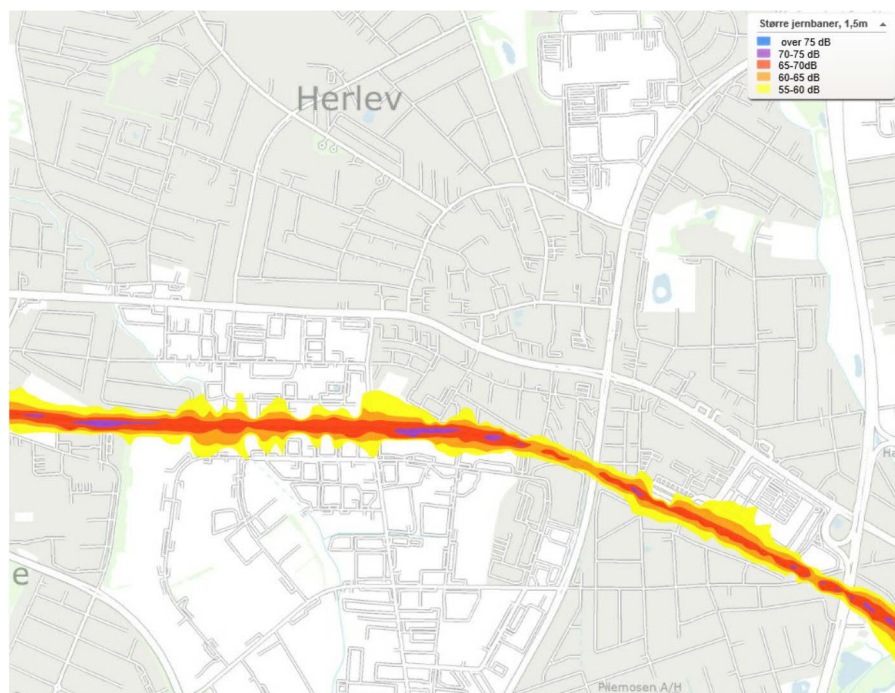 Større jernbaner, 1,5m
over 75 dB
70-75 dB
65-70dB
60-65 dB
55-60 dB
Herlev
e
Pilemosen A/H